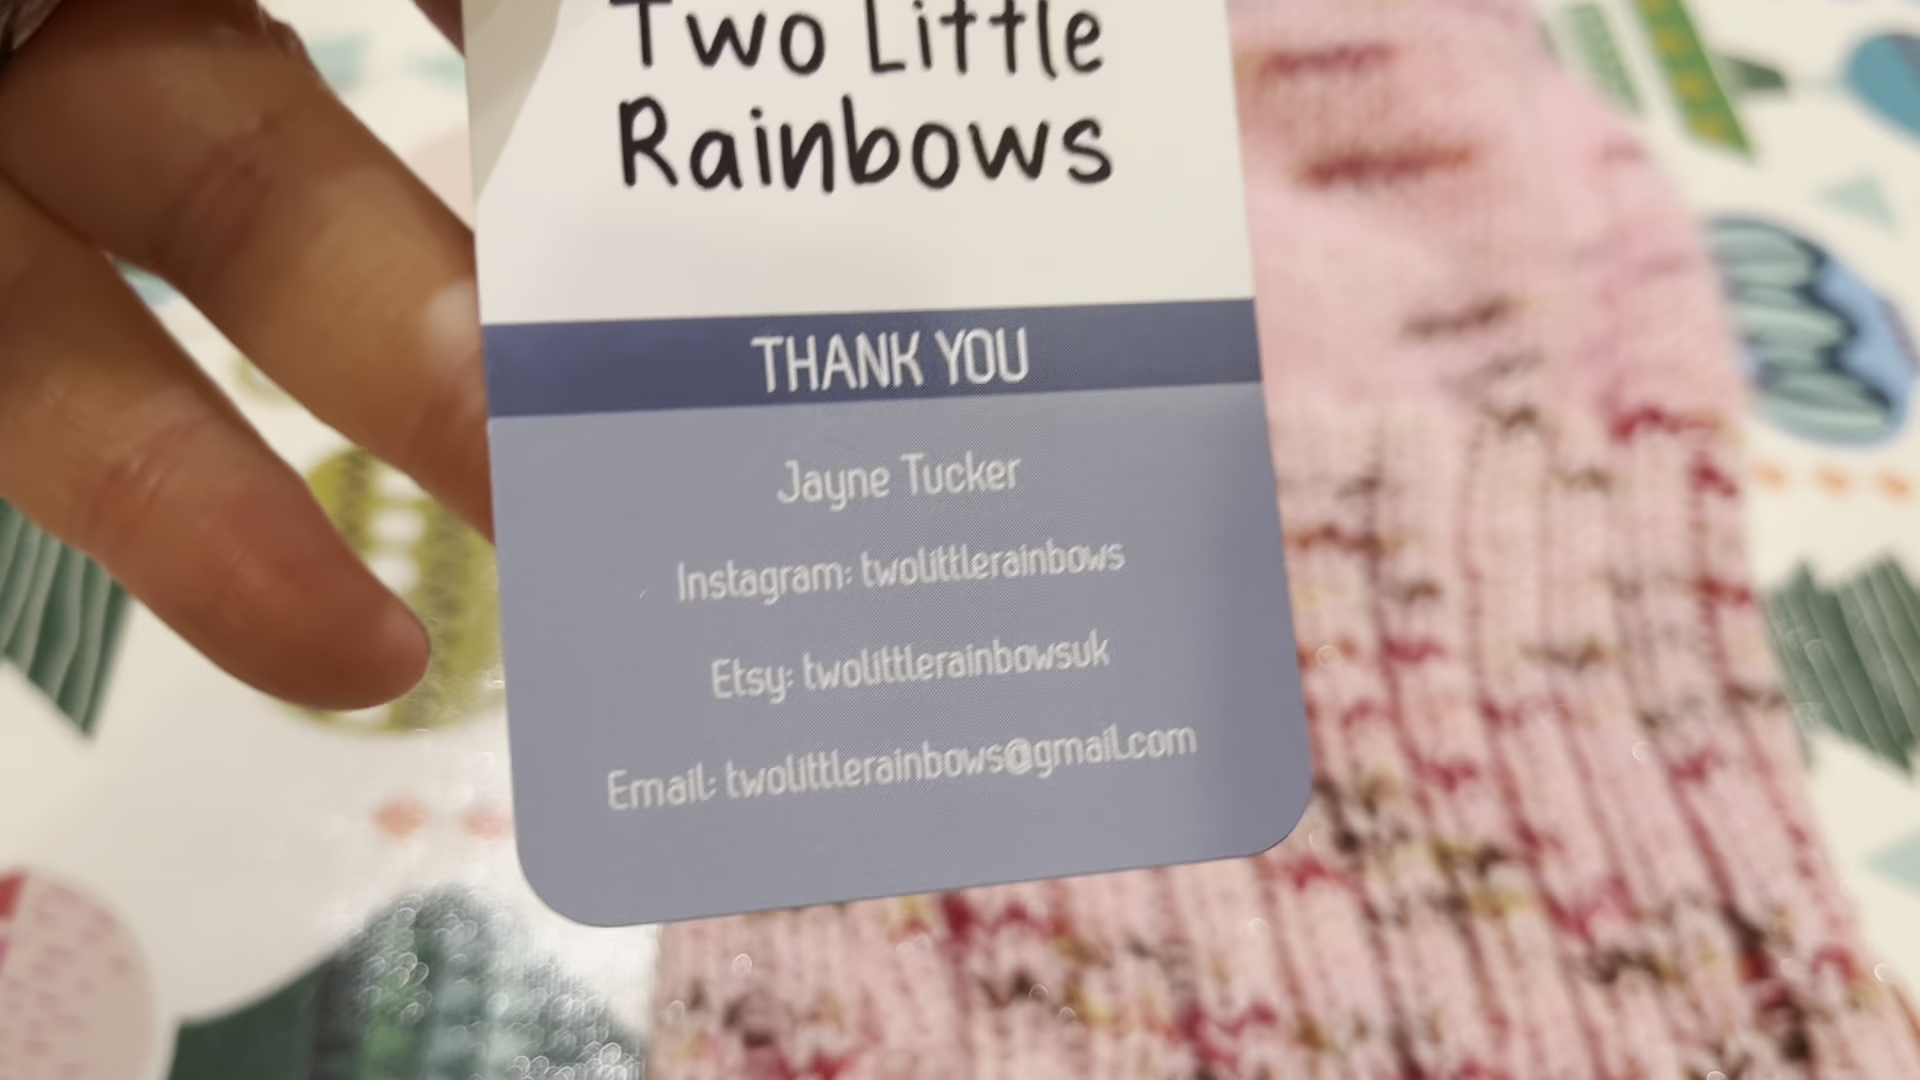 Two Little
Rainbows
THANK YOU
Jayne Tucker
Instagram: twolittlerainbows
Etsy: twolittlerainbowsuk
Email: twolittlerainbows@gmail.com